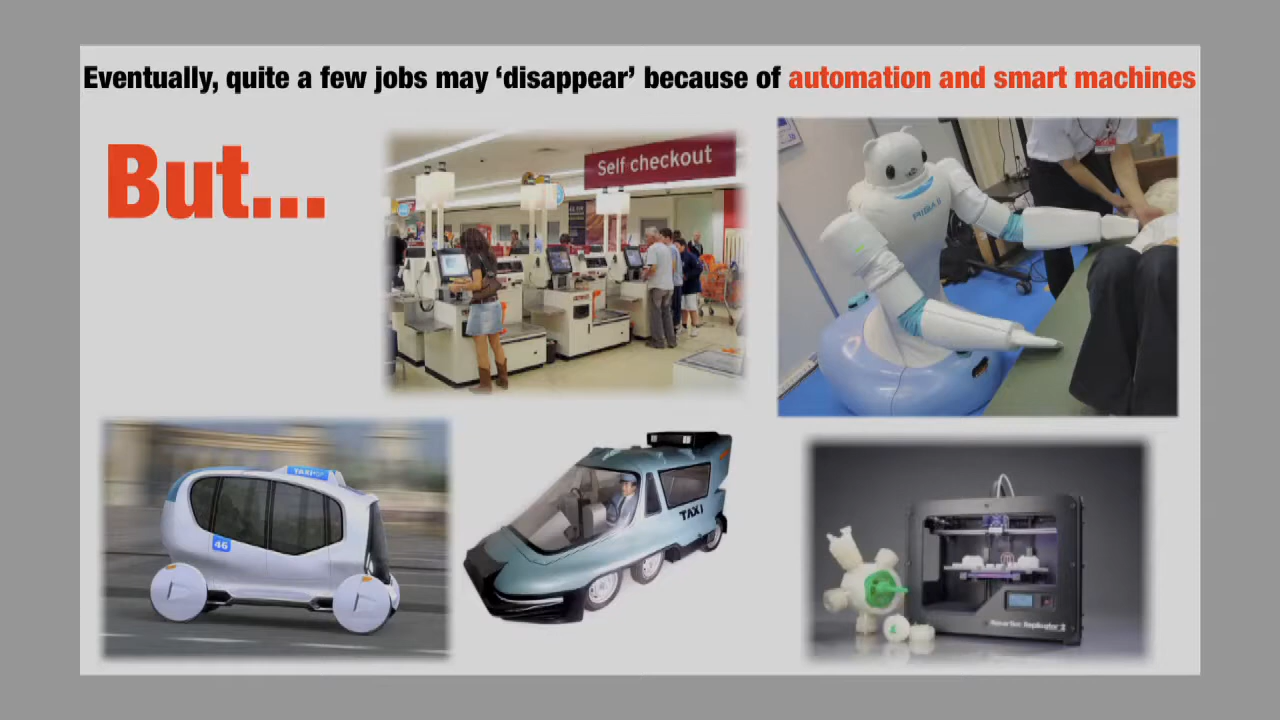 Eventually, quite a few jobs may ‘disappear’ because of automation and smart machines
But...
Self checkout
TAXI
46
TAXI